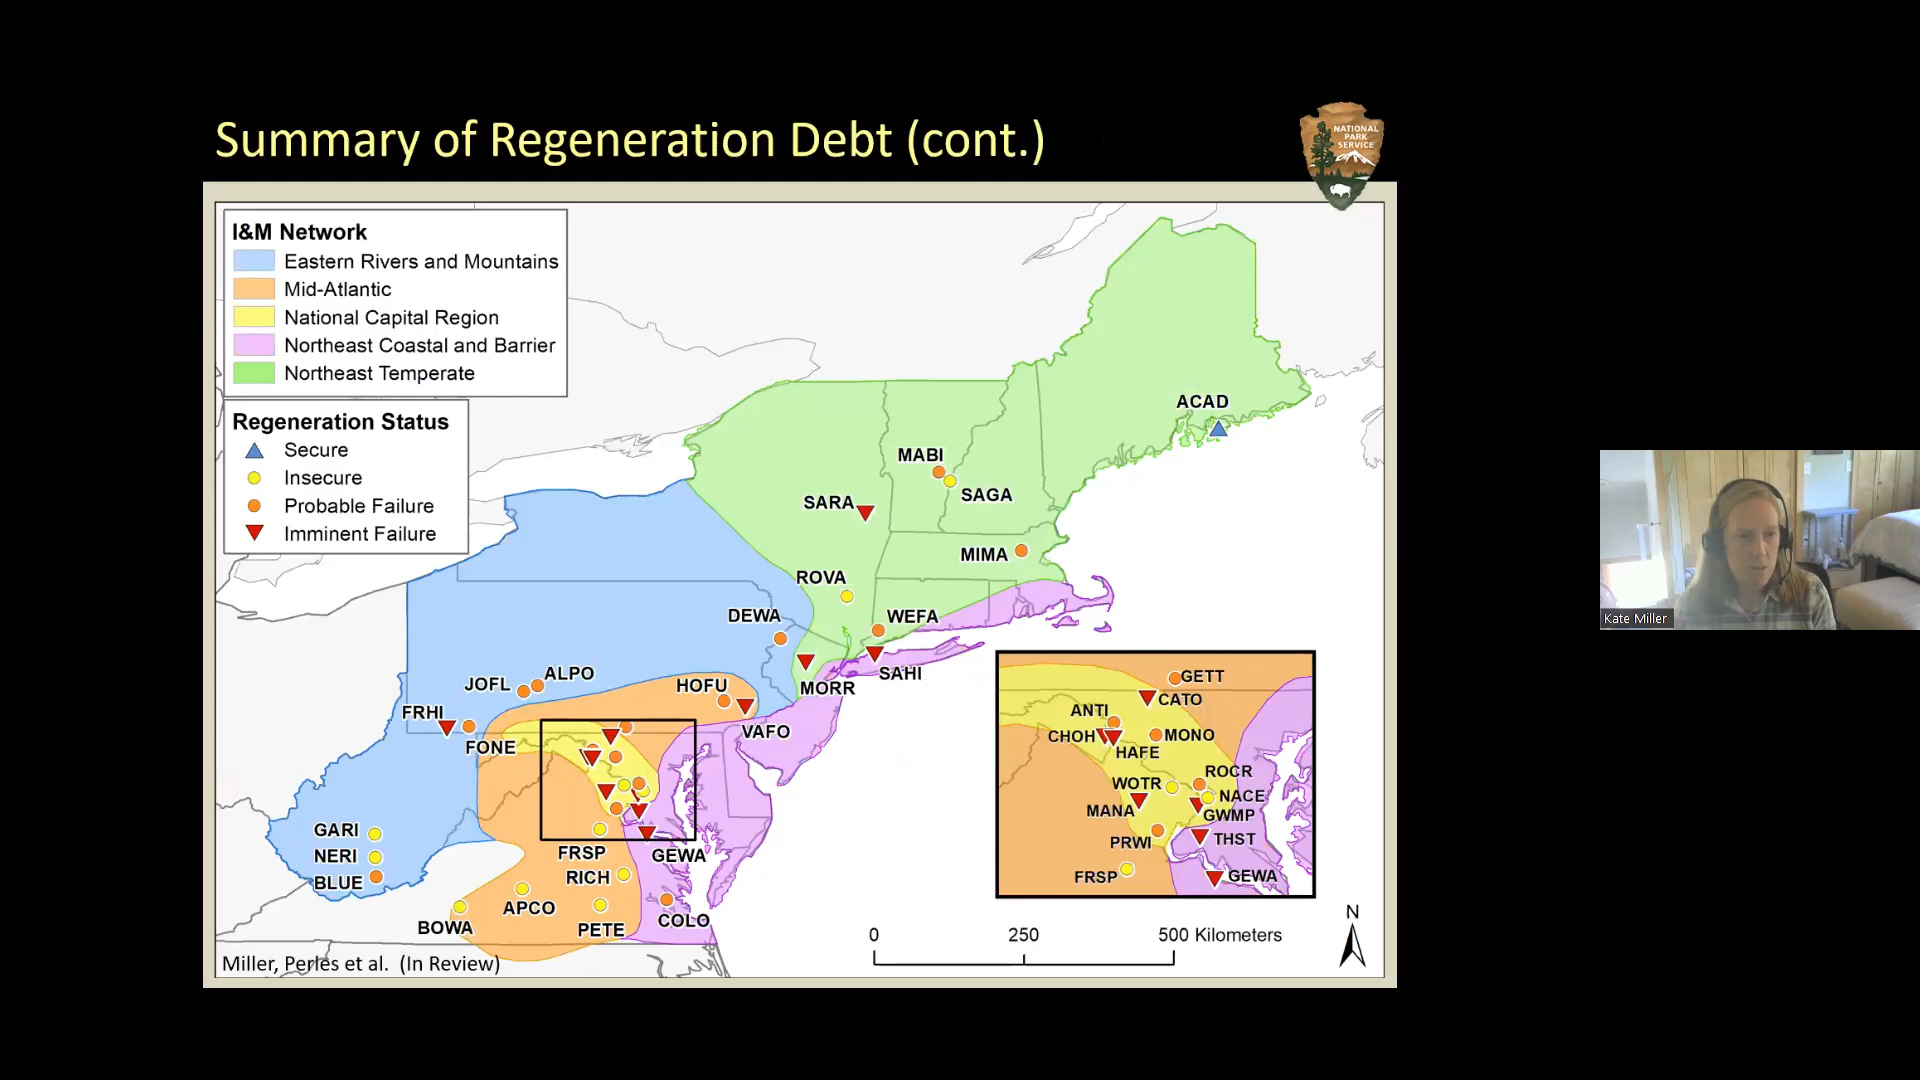 Summary of Regeneration Debt (cont.)
NATIONAL
PARK
SERVICE
I&M Network
Eastern Rivers and Mountains
Mid-Atlantic
National Capital Region
Northeast Coastal and Barrier
Northeast Temperate
Regeneration Status
Secure
Insecure
Probable Failure
Imminent Failure
ACAD
MABI
SAGA
SARA
MIMA
ROVA
DEWA
WEFA
SAHI
MORR
JOFL
ALPO
HOFU
FRHI
FONE
VAFO
GARI
NERI
BLUE
FRSP
GEWA
RICH
APCO
COLO
BOWA
PETE
GETT
CATO
ANTI
CHOH
MONO
HAFE
ROCR
WOTR
NACE
MANA
GWMP
THST
PRWI
FRSP
GEWA
N
0 250 500 Kilometers
Miller, Perles et al. (In Review)
Kate Miller